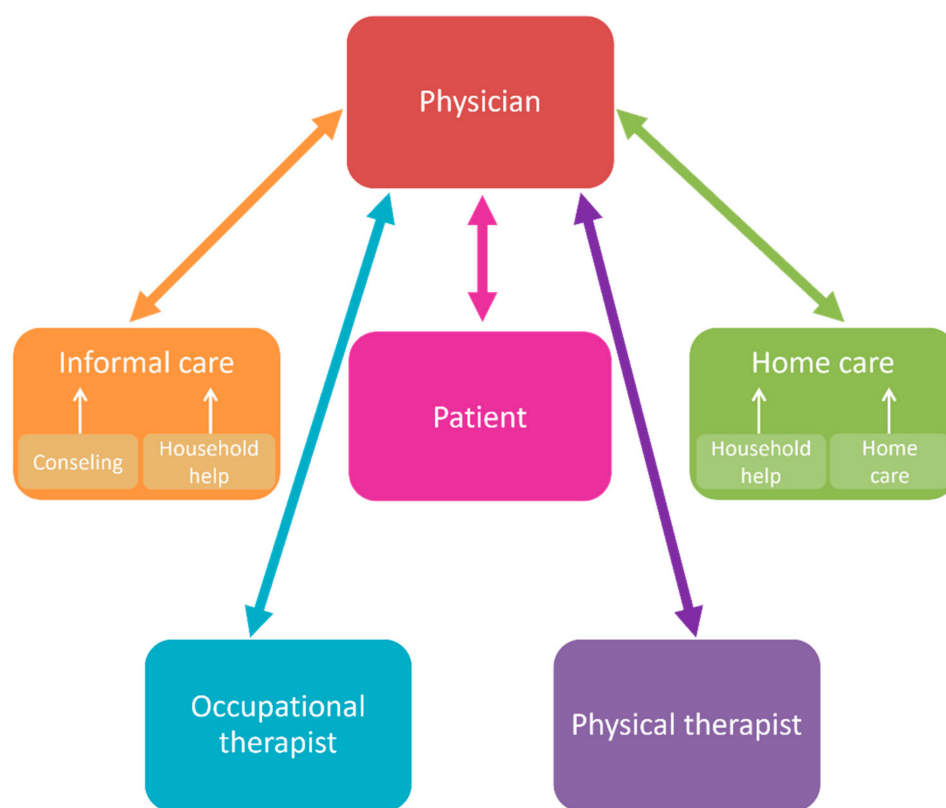 Physician
Informal care
Conseling
Household
help
Patient
Home care
Household
help
Home
care
Occupational
therapist
Physical therapist